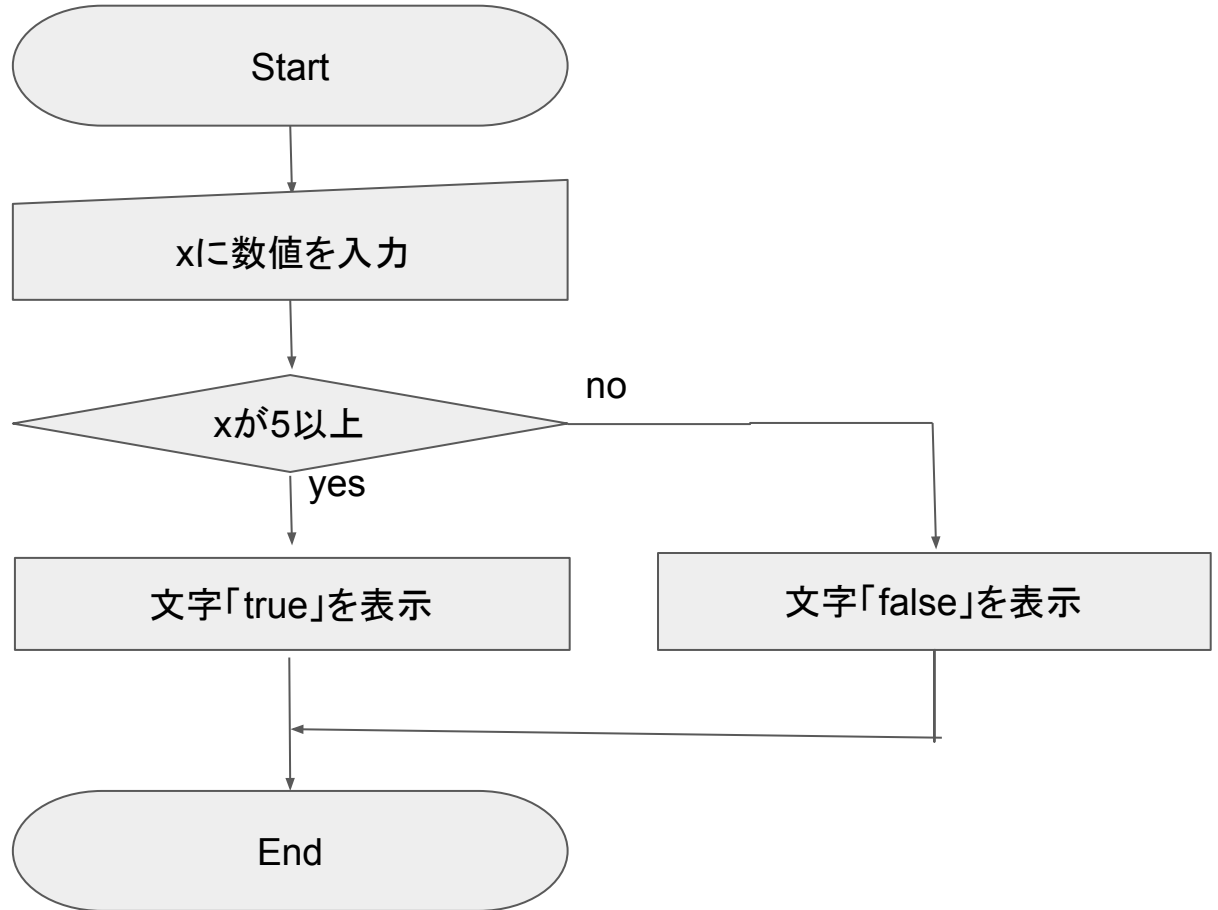 Start
xに数値を入力
no
xが5以上
yes
文字「true」を表示
文字「false」を表示
End